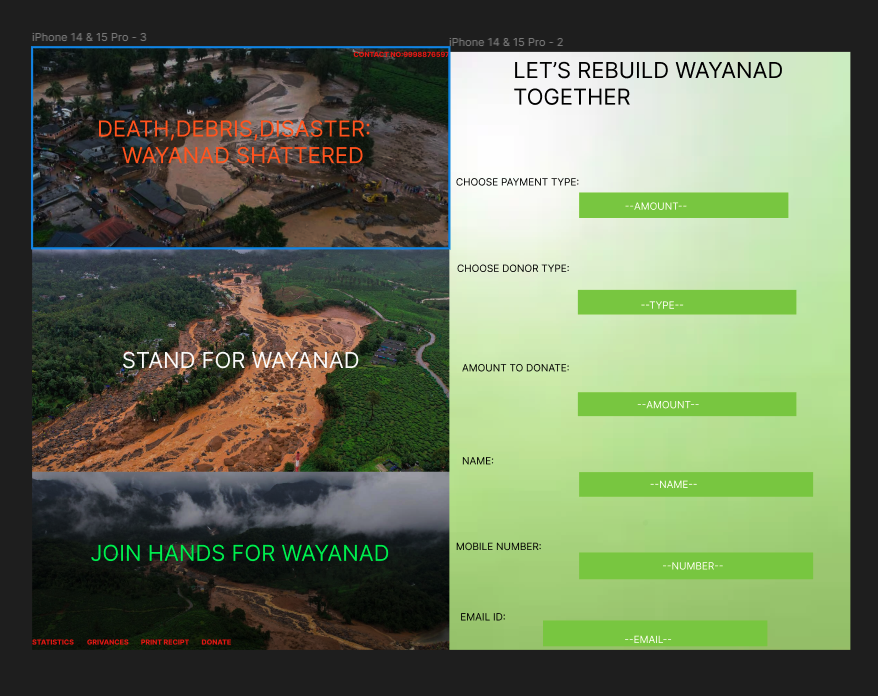 iPhone 14 & 15 Pro - 3
CONTACT NO:9996876597
DEATH,DEBRIS,DISASTER:
WAYANAD SHATTERED
STAND FOR WAYANAD
JOIN HANDS FOR WAYANAD
STATISTICS GRIVANCES PRINT RECIPT DONATE
iPhone 14 & 15 Pro - 2
LET’S REBUILD WAYANAD
TOGETHER
CHOOSE PAYMENT TYPE:
--AMOUNT--
CHOOSE DONOR TYPE:
--TYPE--
AMOUNT TO DONATE:
--AMOUNT--
NAME:
--NAME--
MOBILE NUMBER:
--NUMBER--
EMAIL ID:
--EMAIL--